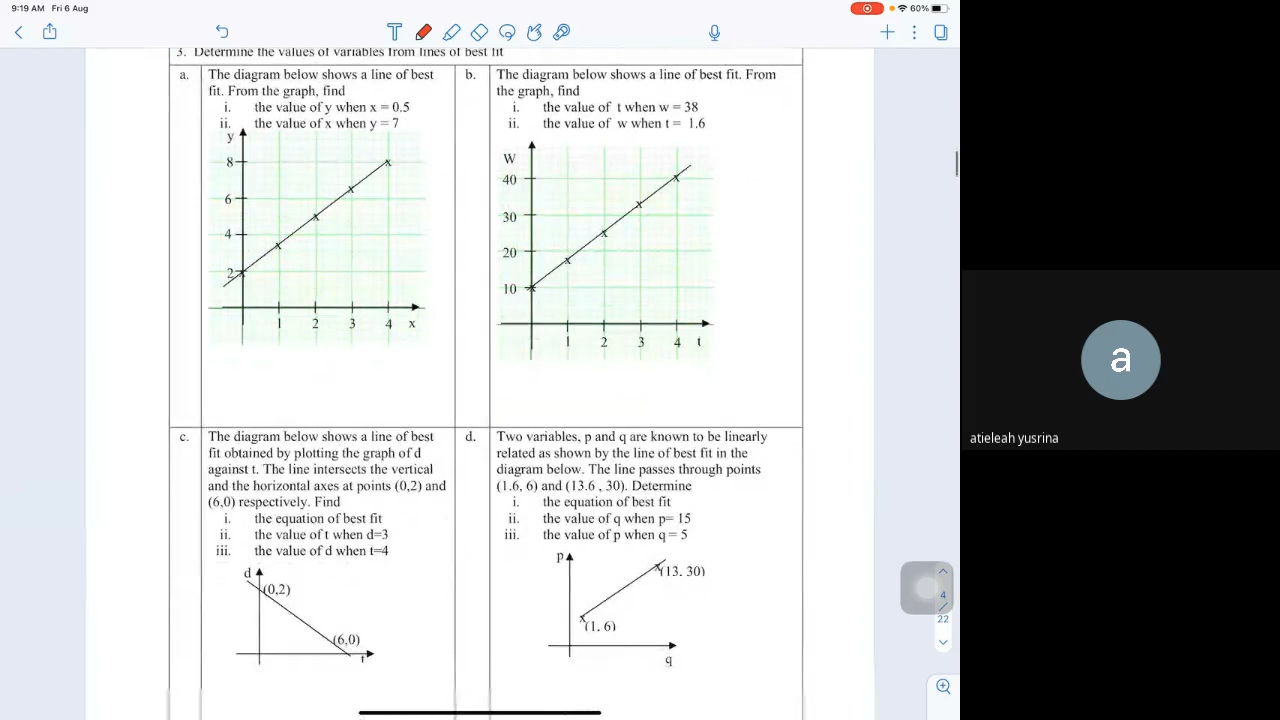 9:19 AM Fri 6 Aug
60%
T
3. Determine the values of variables from lines of best fit
a.
The diagram below shows a line of best
fit. From the graph, find
i. the value of y when x = 0.5
ii. the value of x when y = 7
y
8
6
4
2
1 2 3 4 x
b.
The diagram below shows a line of best fit. From
the graph, find
i. the value of t when w = 38
ii. the value of w when t = 1.6
W
40
30
20
10
1 2 3 4 t
c.
The diagram below shows a line of best
fit obtained by plotting the graph of d
against t. The line intersects the vertical
and the horizontal axes at points (0,2) and
(6,0) respectively. Find
i. the equation of best fit
ii. the value of t when d=3
iii. the value of d when t=4
d
(0,2)
(6,0)
t
d.
Two variables, p and q are known to be linearly
related as shown by the line of best fit in the
diagram below. The line passes through points
(1.6, 6) and (13.6 , 30). Determine
i. the equation of best fit
ii. the value of q when p= 15
iii. the value of p when q = 5
p
(13. 30)
(1. 6)
q
4
/
22
a
atieleah yusrina